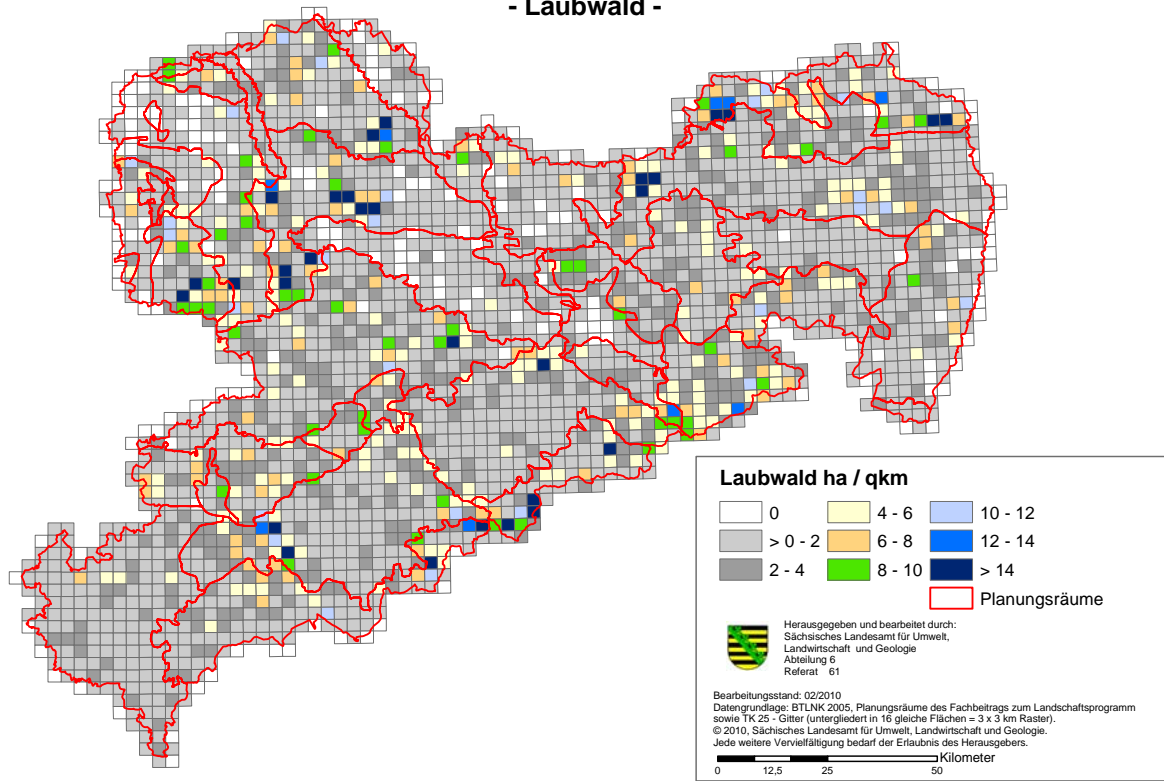 - Laubwald -
Laubwald ha / qkm
0
> 0 - 2
2 - 4
4 - 6
6 - 8
8 - 10
10 - 12
12 - 14
> 14
Planungsräume
Herausgegeben und bearbeitet durch:
Sächsisches Landesamt für Umwelt,
Landwirtschaft und Geologie
Abteilung 6
Referat 61
Bearbeitungsstand: 02/2010
Datengrundlage: BTLNK 2005, Planungsräume des Fachbeitrags zum Landschaftsprogramm
sowie TK 25 - Gitter (untergliedert in 16 gleiche Flächen = 3 x 3 km Raster).
© 2010, Sächsisches Landesamt für Umwelt, Landwirtschaft und Geologie.
Jede weitere Vervielfältigung bedarf der Erlaubnis des Herausgebers.
Kilometer
0 12,5 25 50